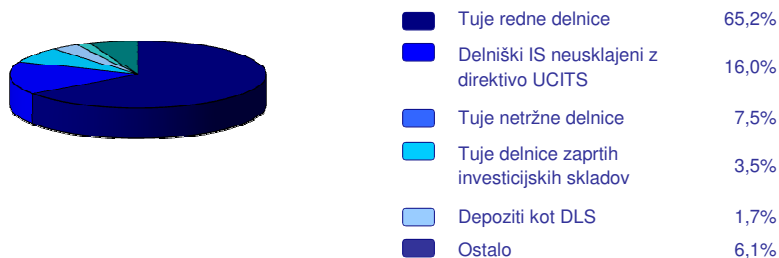 Tuje redne delnice 65,2%
Delniški IS neusklajeni z
direktivo UCITS 16,0%
Tuje netržne delnice 7,5%
Tuje delnice zaprtih
investicijskih skladov 3,5%
Depoziti kot DLS 1,7%
Ostalo 6,1%